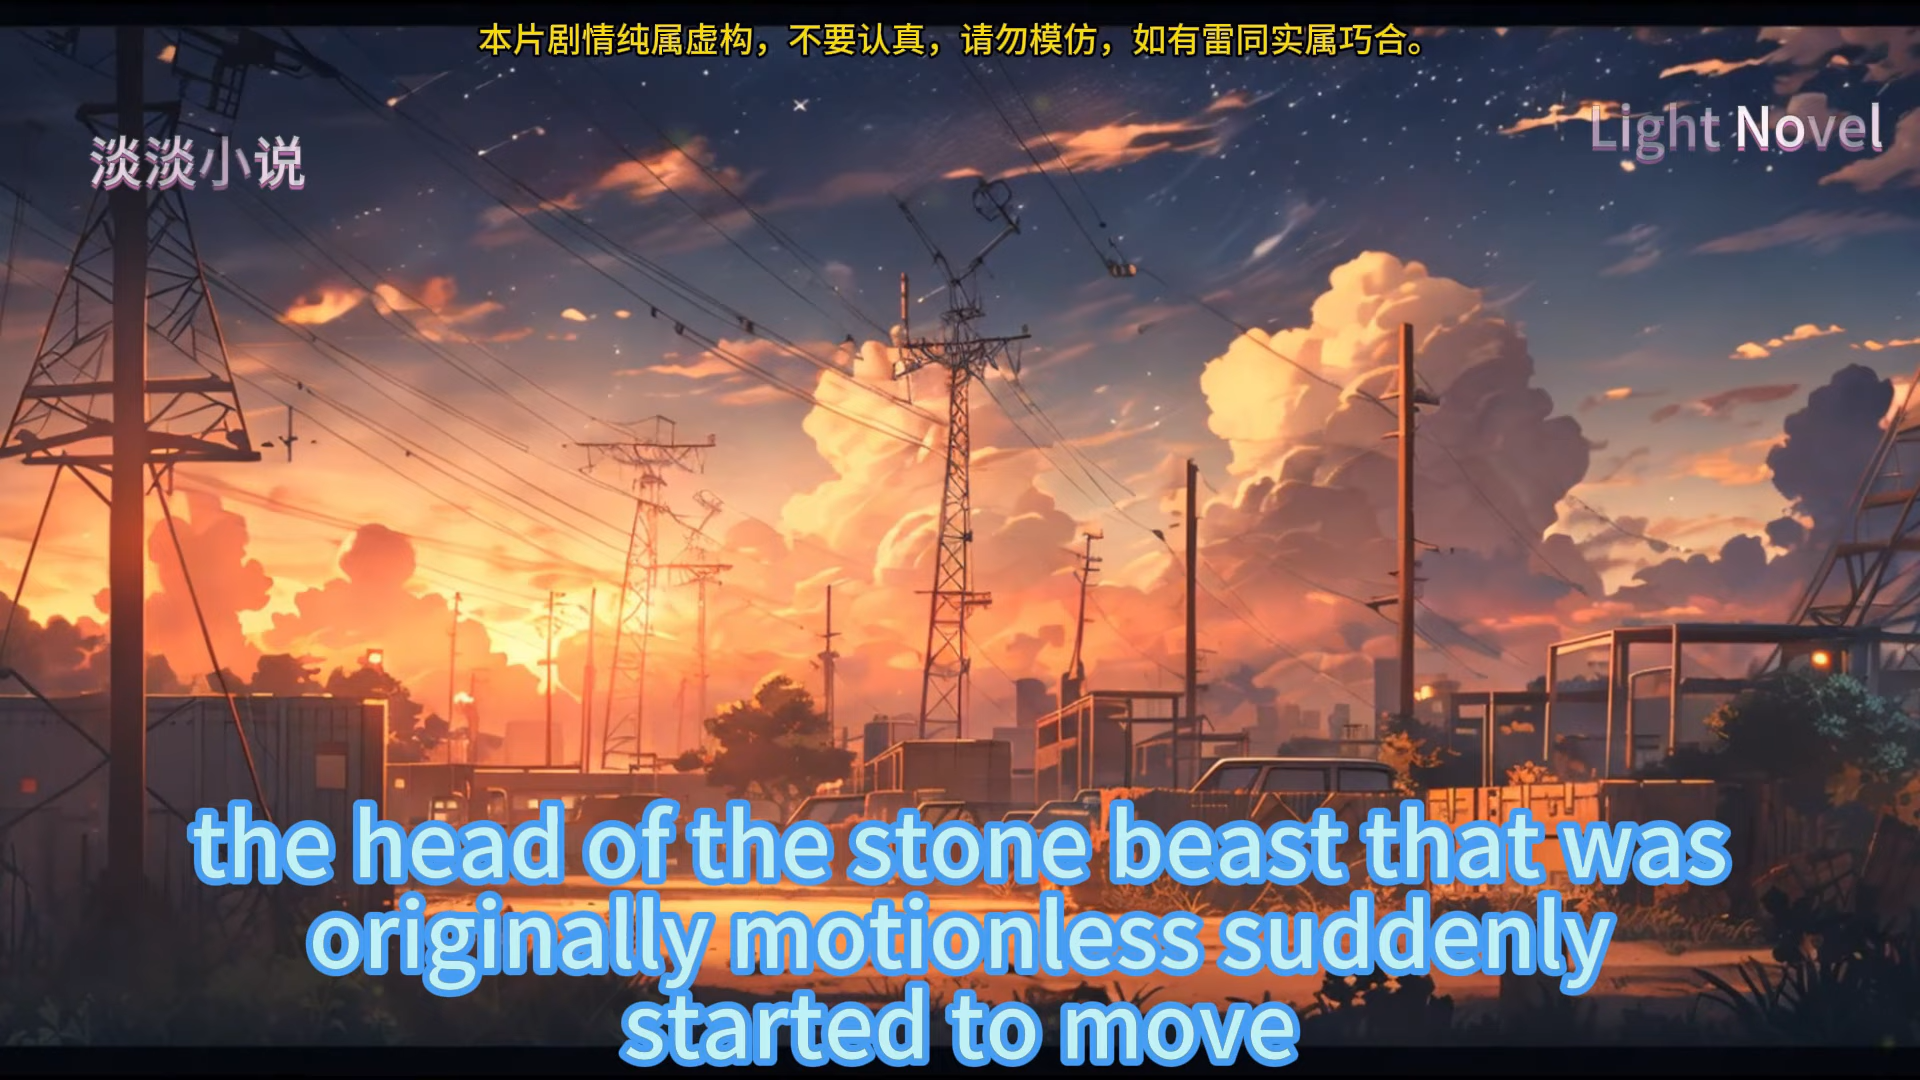 本片剧情纯属虚构，不要认真，请勿模仿，如有雷同实属巧合。
淡淡小说
Light Novel
the head of the stone beast that was
originally motionless suddenly
started to move